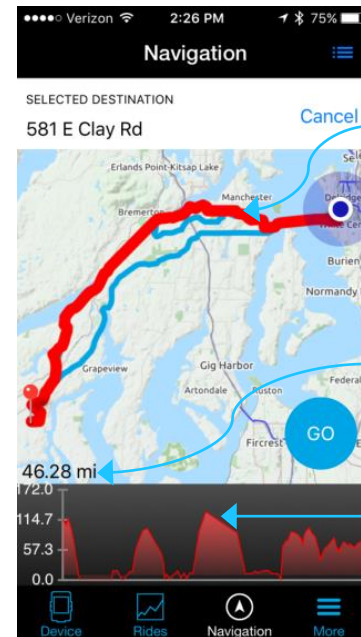 Verizon 2:26 PM 75%
Navigation
SELECTED DESTINATION
581 E Clay Rd
Cancel
Erlands Point-Kitsap Lake
Manchester
Bremerto
Burien
Normandy
Grapeview
Gig Harbor
Artondale
Ruston
Federal
Fircrest
GO
46.28 mi
172.0
114.7
57.3
0.0
Device Rides Navigation More